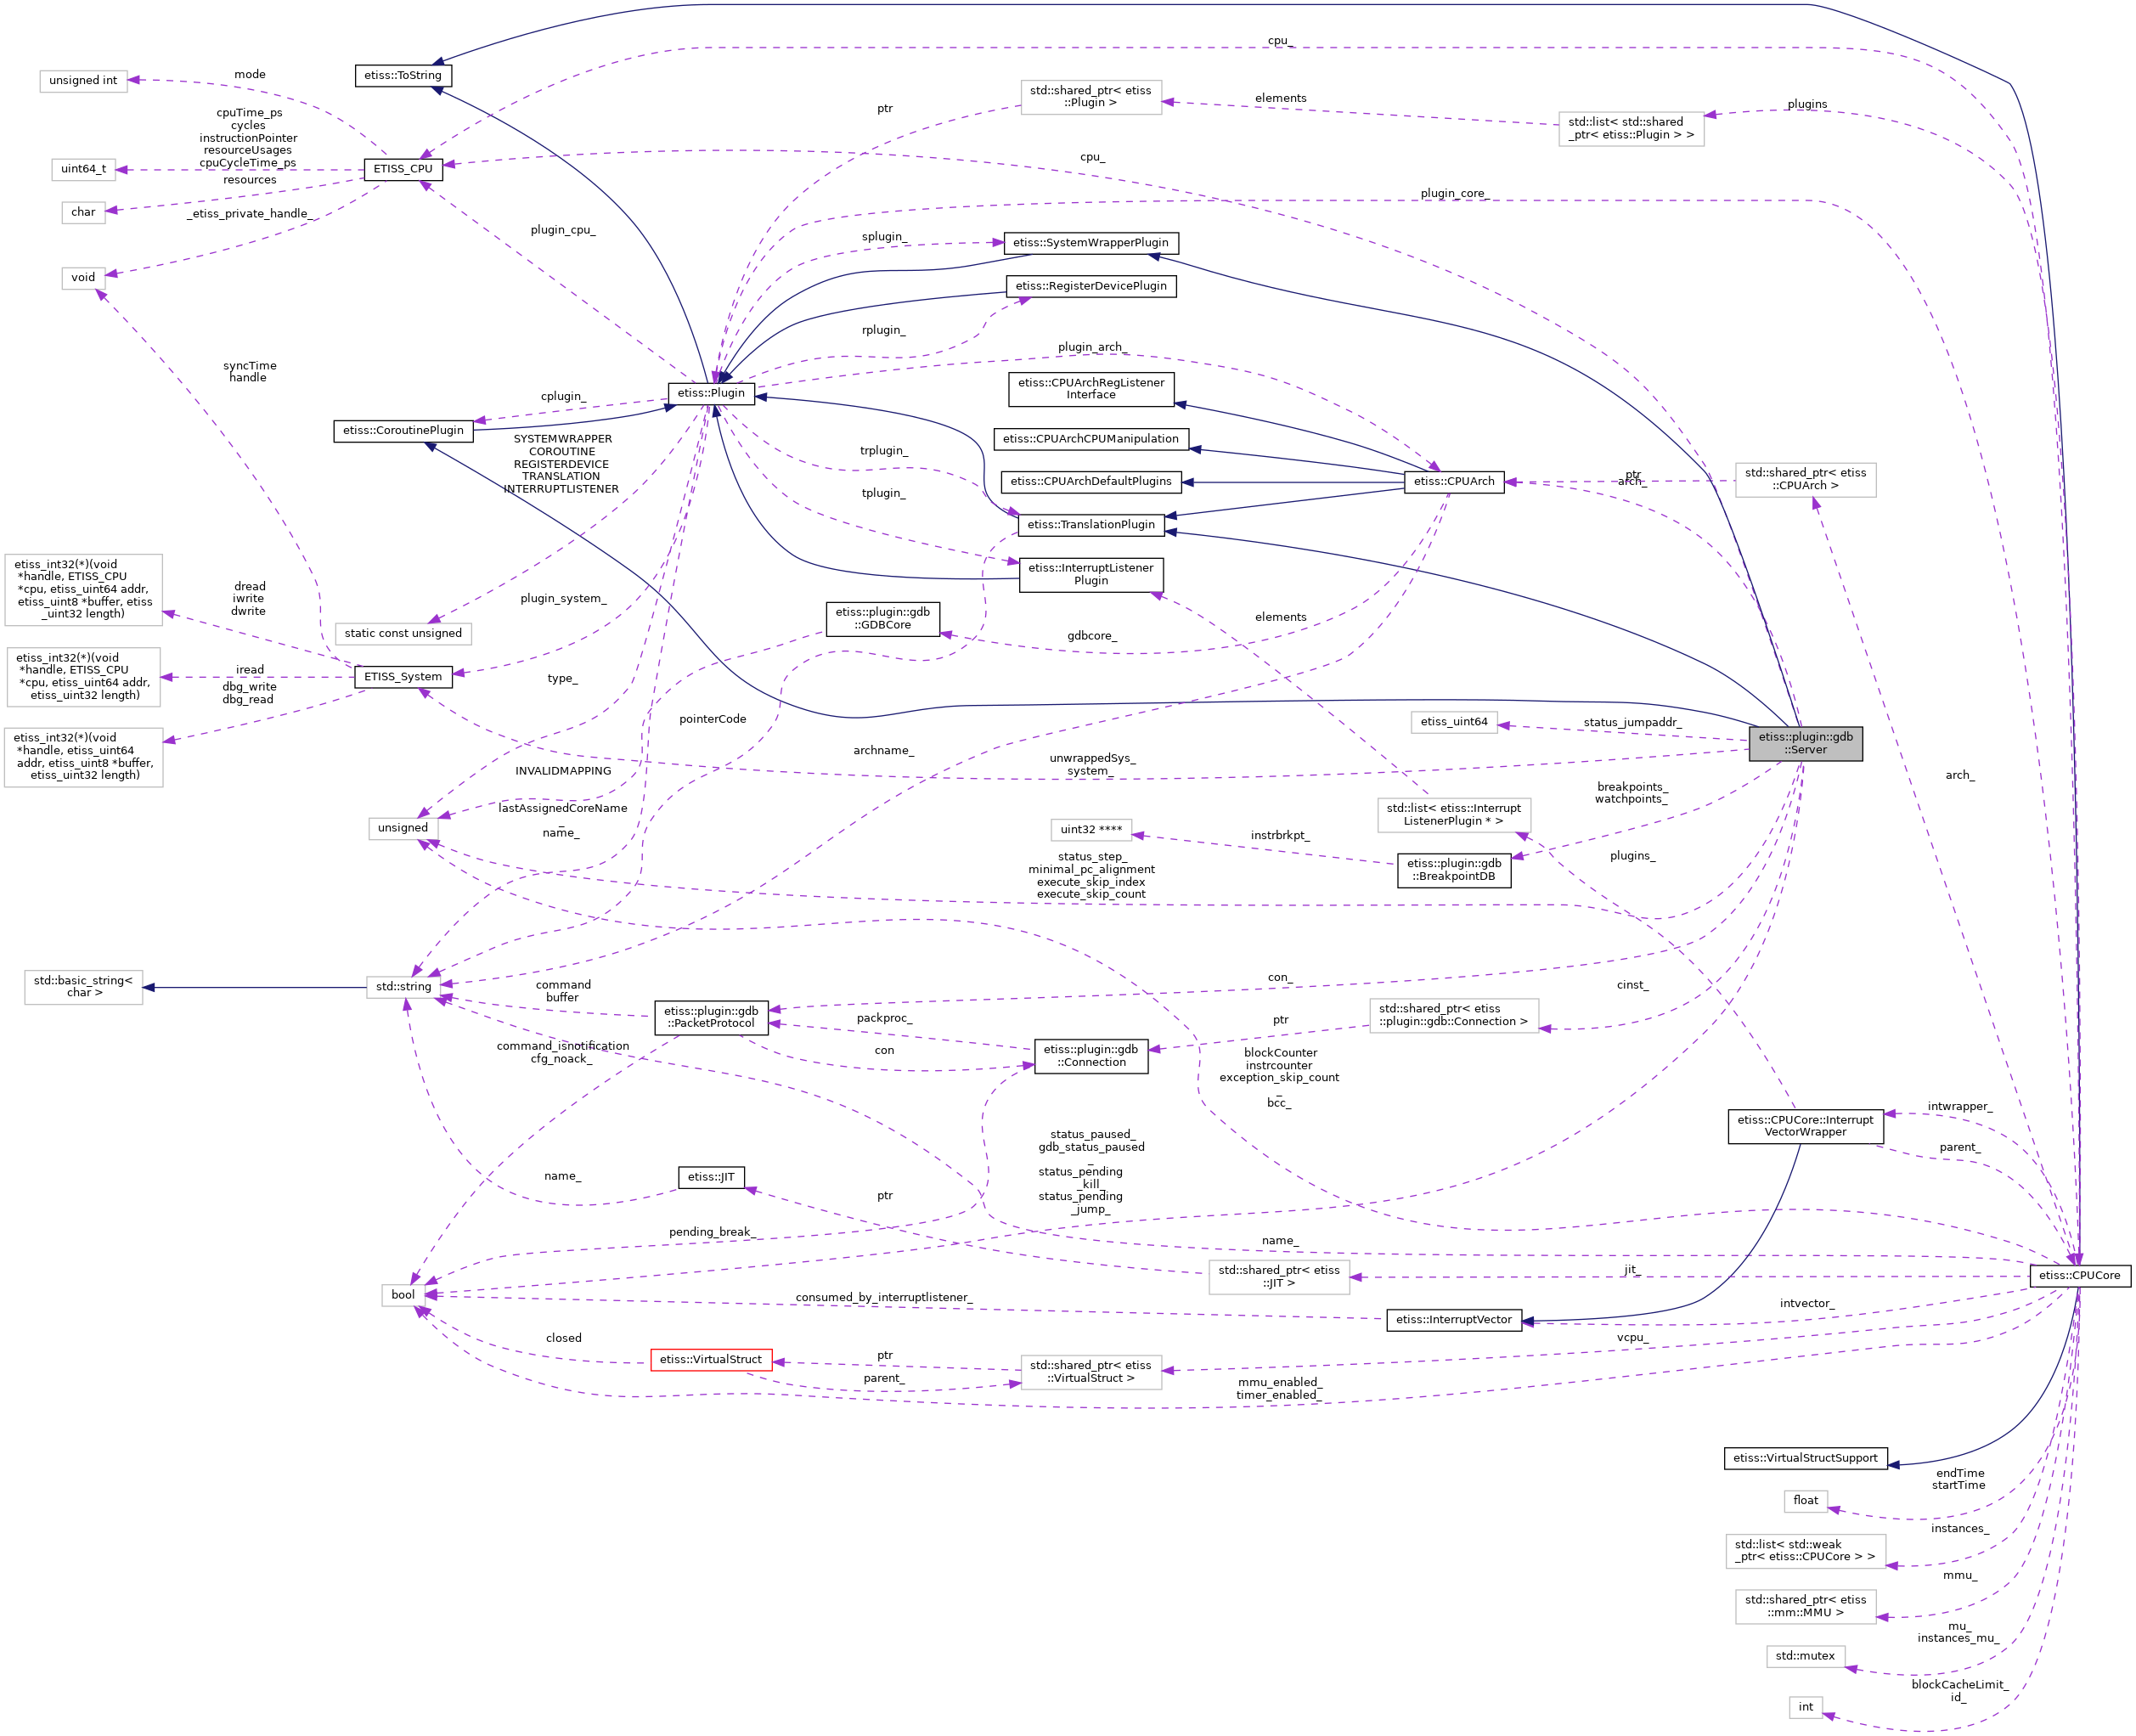 cpu_
mode
unsigned int
etiss::ToString
cpuTime_ps
cycles
instructionPointer
resourceUsages
cpuCycleTime_ps
ptr
std::shared_ptr< etiss
::Plugin >
elements
plugins
std::list< std::shared
_ptr< etiss::Plugin > >
uint64_t
ETISS_CPU
cpu_
resources
char
_etiss_private_handle_
plugin_core_
void
plugin_cpu_
splugin_
etiss::SystemWrapperPlugin
etiss::RegisterDevicePlugin
rplugin_
plugin_arch_
syncTime
handle
etiss::Plugin
cplugin_
etiss::CPUArchRegListener
Interface
etiss::CoroutinePlugin
etiss::CPUArchCPUManipulation
SYSTEMWRAPPER
COROUTINE
REGISTERDEVICE
TRANSLATION
INTERRUPTLISTENER
trplugin_
etiss::CPUArchDefaultPlugins
etiss::CPUArch
ptr
arch_
std::shared_ptr< etiss
::CPUArch >
tplugin_
etiss::TranslationPlugin
etiss_int32(*)(void
*handle, ETISS_CPU
*cpu, etiss_uint64 addr,
etiss_uint8 *buffer, etiss
_uint32 length)
dread
iwrite
dwrite
plugin_system_
etiss::InterruptListener
Plugin
static const unsigned
etiss::plugin::gdb
::GDBCore
gdbcore_
elements
etiss_int32(*)(void
*handle, ETISS_CPU
*cpu, etiss_uint64 addr,
etiss_uint32 length)
iread
ETISS_System
dbg_write
dbg_read
type_
pointerCode
etiss_int32(*)(void
*handle, etiss_uint64
addr, etiss_uint8 *buffer,
etiss_uint32 length)
archname_
unwrappedSys_
system_
etiss_uint64
status_jumpaddr_
etiss::plugin::gdb
::Server
INVALIDMAPPING
arch_
breakpoints_
watchpoints_
lastAssignedCoreName
_
name_
unsigned
std::list< etiss::Interrupt
ListenerPlugin * >
uint32 ****
instrbrkpt_
status_step_
minimal_pc_alignment
execute_skip_index
execute_skip_count
etiss::plugin::gdb
::BreakpointDB
plugins_
std::basic_string<
char >
std::string
command
buffer
etiss::plugin::gdb
::PacketProtocol
con_
packproc_
ptr
std::shared_ptr< etiss
::plugin::gdb::Connection >
cinst_
command_isnotification
cfg_noack_
con
etiss::plugin::gdb
::Connection
blockCounter
instrcounter
exception_skip_count
_
bcc_
etiss::CPUCore::Interrupt
VectorWrapper
intwrapper_
parent_
status_paused_
gdb_status_paused
_
status_pending
_kill_
status_pending
_jump_
name_
etiss::JIT
ptr
pending_break_
name_
std::shared_ptr< etiss
::JIT >
jit_
etiss::CPUCore
bool
consumed_by_interruptlistener_
etiss::InterruptVector
intvector_
closed
vcpu_
etiss::VirtualStruct
ptr
parent_
std::shared_ptr< etiss
::VirtualStruct >
mmu_enabled_
timer_enabled_
etiss::VirtualStructSupport
endTime
startTime
float
instances_
std::list< std::weak
_ptr< etiss::CPUCore > >
mmu_
std::shared_ptr< etiss
::mm::MMU >
mu_
instances_mu_
std::mutex
blockCacheLimit_
id_
int